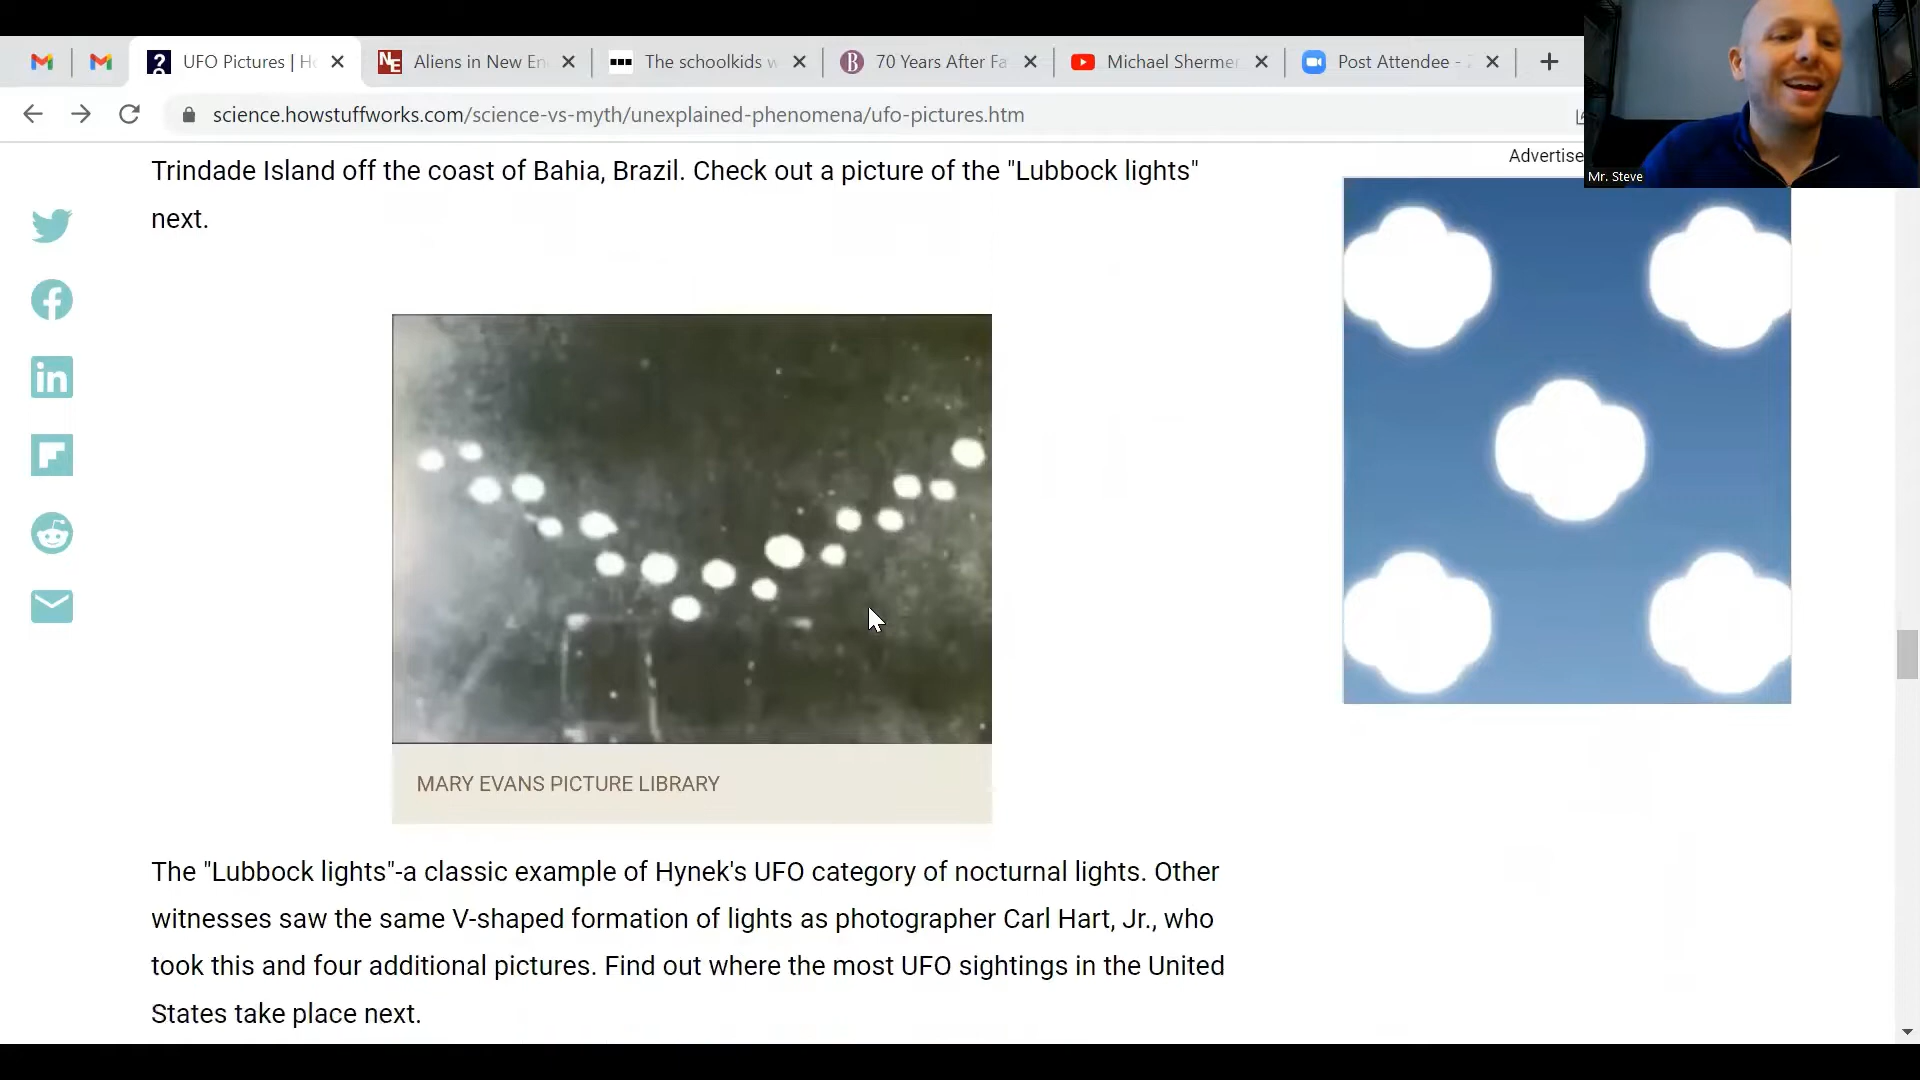 UFO Pictures | H
Aliens in New En
The schoolkids w
70 Years After Fa
Michael Shermer
Post Attendee -
science.howstuffworks.com/science-vs-myth/unexplained-phenomena/ufo-pictures.htm
Mr. Steve
Advertise
Trindade Island off the coast of Bahia, Brazil. Check out a picture of the "Lubbock lights"
next.
MARY EVANS PICTURE LIBRARY
The "Lubbock lights"-a classic example of Hynek's UFO category of nocturnal lights. Other
witnesses saw the same V-shaped formation of lights as photographer Carl Hart, Jr., who
took this and four additional pictures. Find out where the most UFO sightings in the United
States take place next.